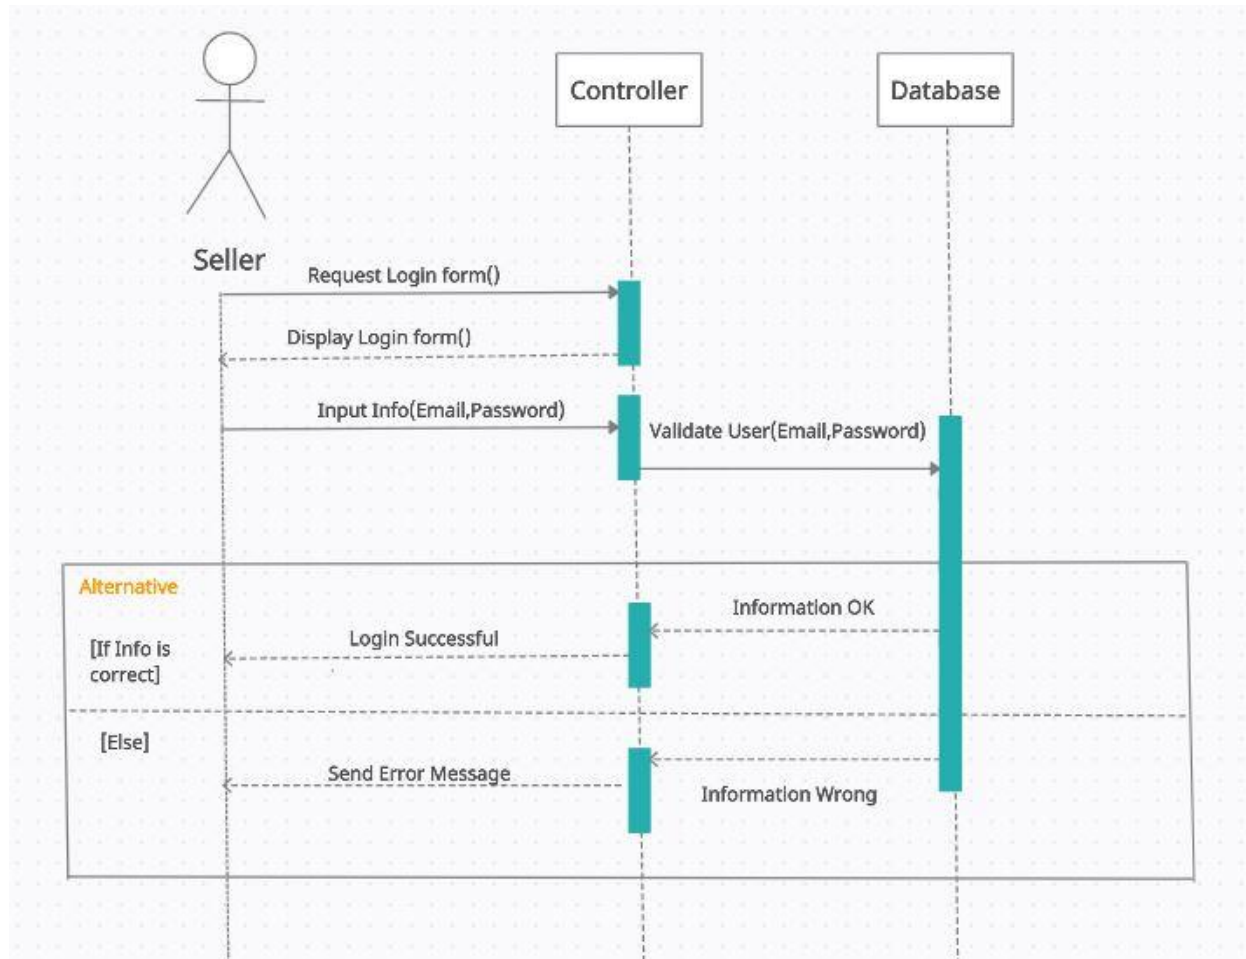 Controller
Database
Seller
Request Login form()
Display Login form()
Input Info(Email,Password)
Validate User(Email,Password)
Alternative
Information OK
Login Successful
[If Info is
correct]
[Else]
Send Error Message
Information Wrong